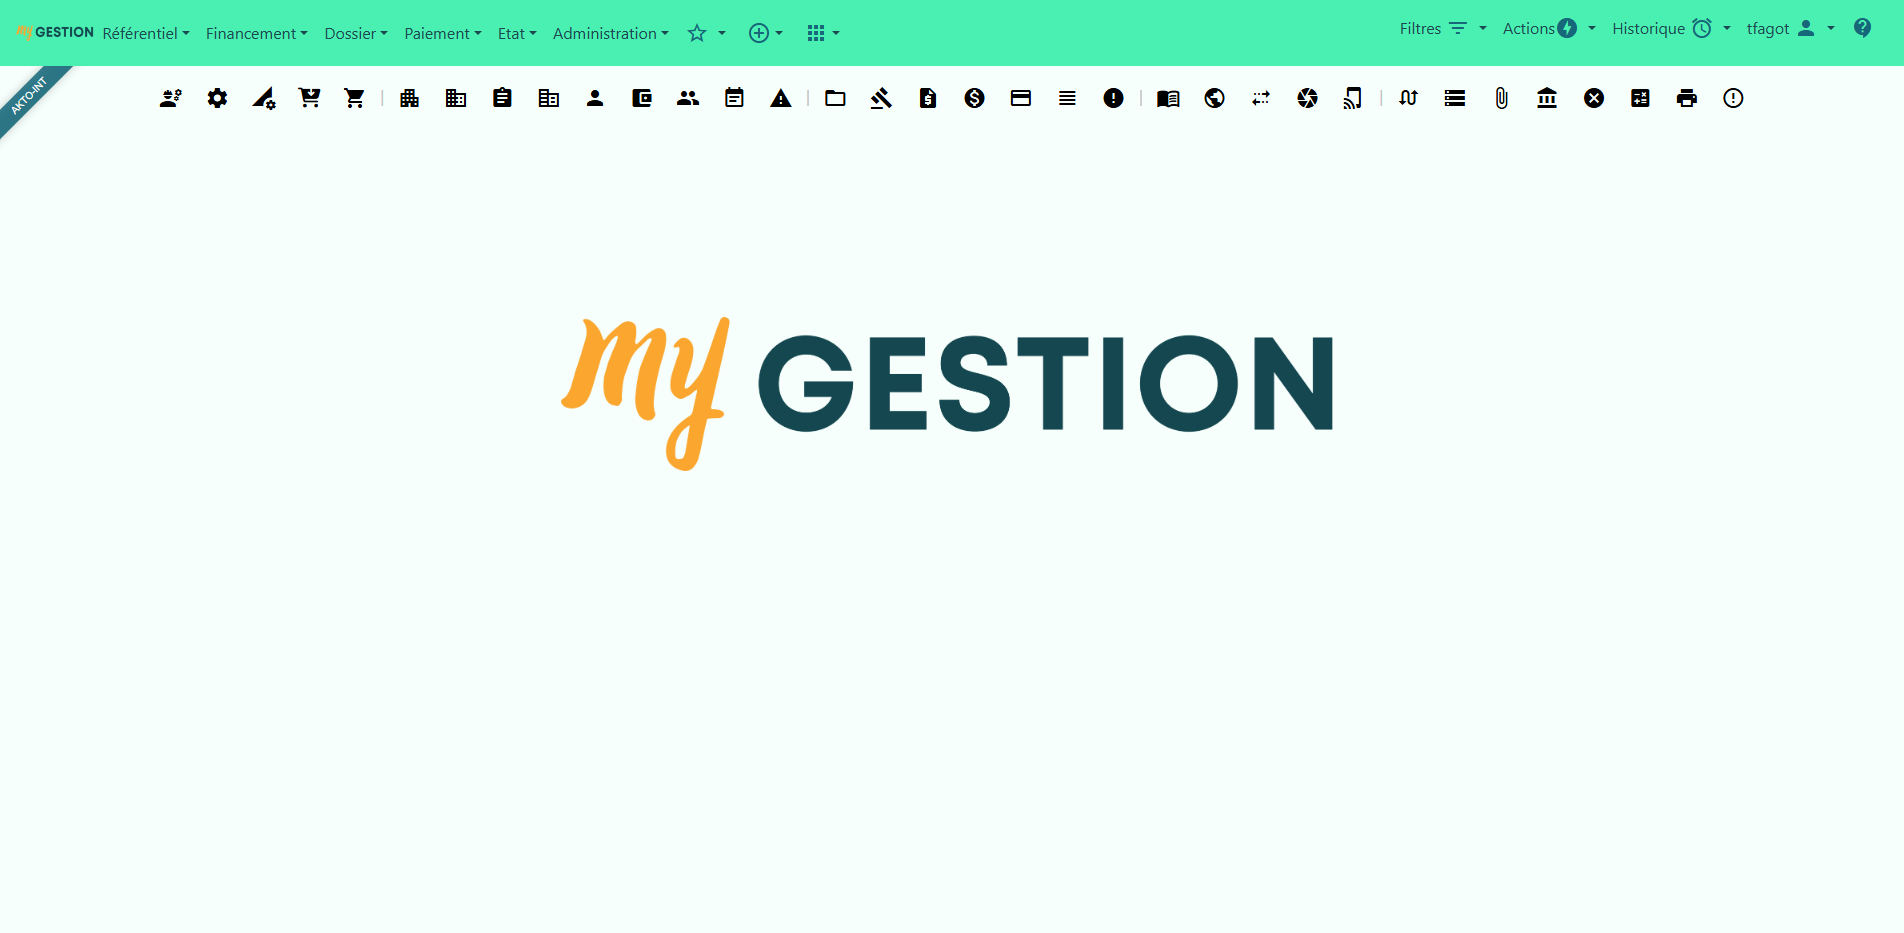 my GESTION Référentiel Financement Dossier Paiement Etat Administration Filtres Actions Historique tfagot
AKTO-INT
my GESTION